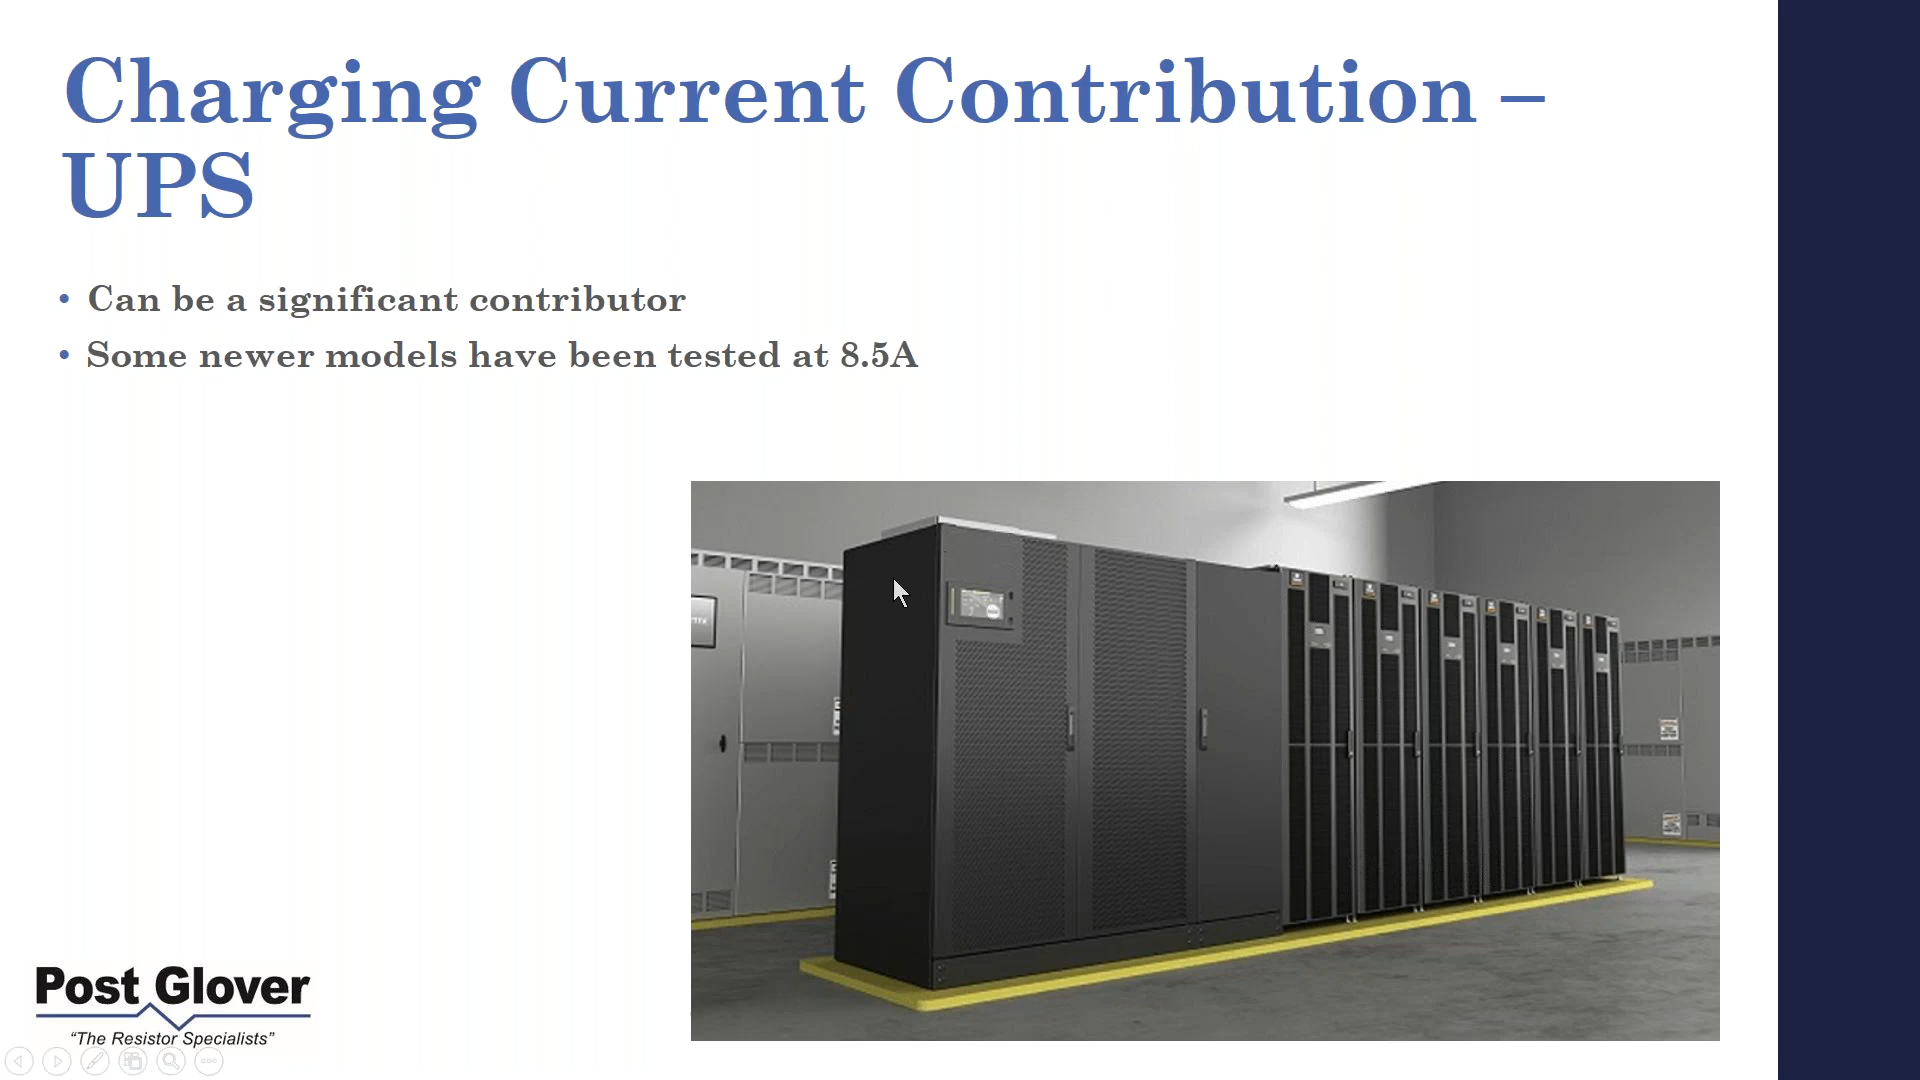 Charging Current Contribution –
UPS
• Can be a significant contributor
• Some newer models have been tested at 8.5A
Post Glover
“The Resistor Specialists”